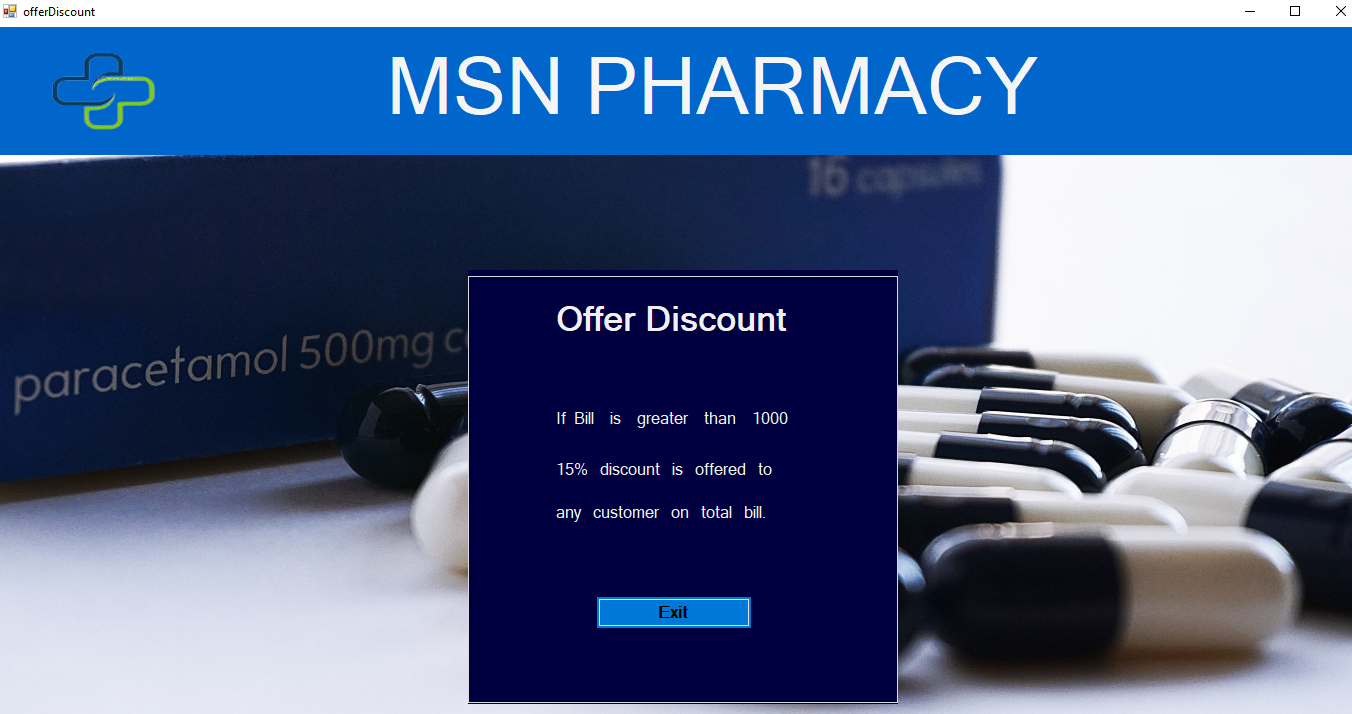 offerDiscount
MSN PHARMACY
16 capsules
paracetamol 500mg
Offer Discount
If Bill is greater than 1000
15% discount is offered to
any customer on total bill.
Exit